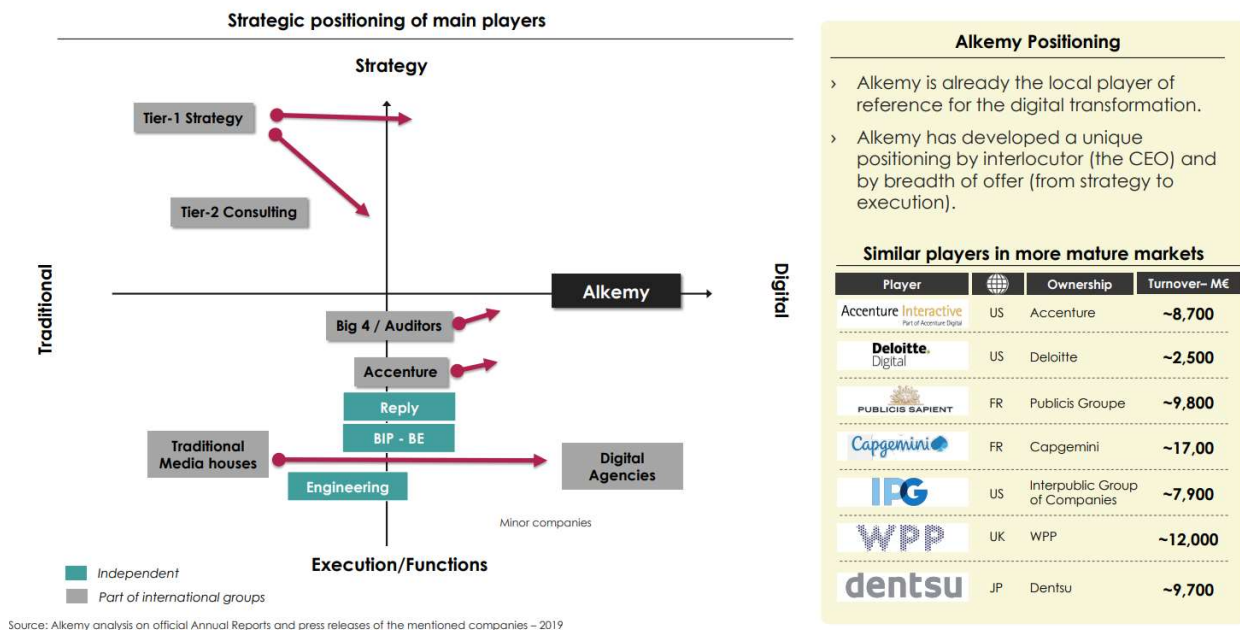 Strategic positioning of main players
Strategy
Tier-1 Strategy
Tier-2 Consulting
Traditional
Digital
Alkemy
Big 4 / Auditors
Accenture
Reply
BIP - BE
Traditional
Media houses
Digital
Agencies
Engineering
Minor companies
Execution/Functions
Independent
Part of international groups
Source: Alkemy analysis on official Annual Reports and press releases of the mentioned companies – 2019
Alkemy Positioning
› Alkemy is already the local player of
reference for the digital transformation.
› Alkemy has developed a unique
positioning by interlocutor (the CEO) and
by breadth of offer (from strategy to
execution).
Similar players in more mature markets
Player Ownership Turnover– M€
Accenture Interactive
Part of Accenture Digital
US Accenture ~8,700
Deloitte.
Digital
US Deloitte ~2,500
PUBLICIS SAPIENT FR Publicis Groupe ~9,800
Capgemini FR Capgemini ~17,00
IPG US Interpublic Group
of Companies ~7,900
WPP UK WPP ~12,000
dentsu JP Dentsu ~9,700